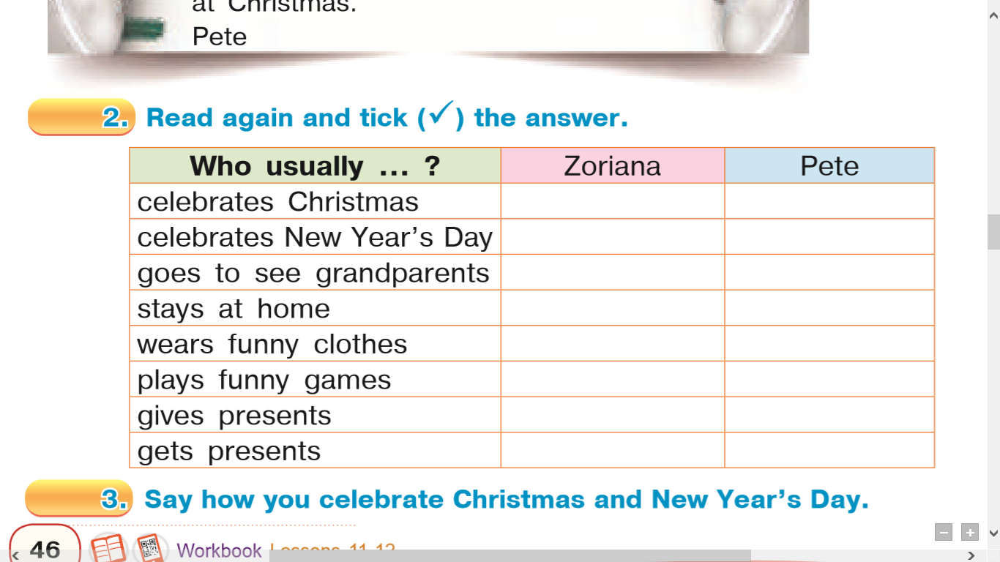 at Christmas.
Pete
2. Read again and tick (✓) the answer.
Who usually ... ? Zoriana Pete
celebrates Christmas
celebrates New Year's Day
goes to see grandparents
stays at home
wears funny clothes
plays funny games
gives presents
gets presents
3. Say how you celebrate Christmas and New Year's Day.
46 Workbook Lessons 11-12